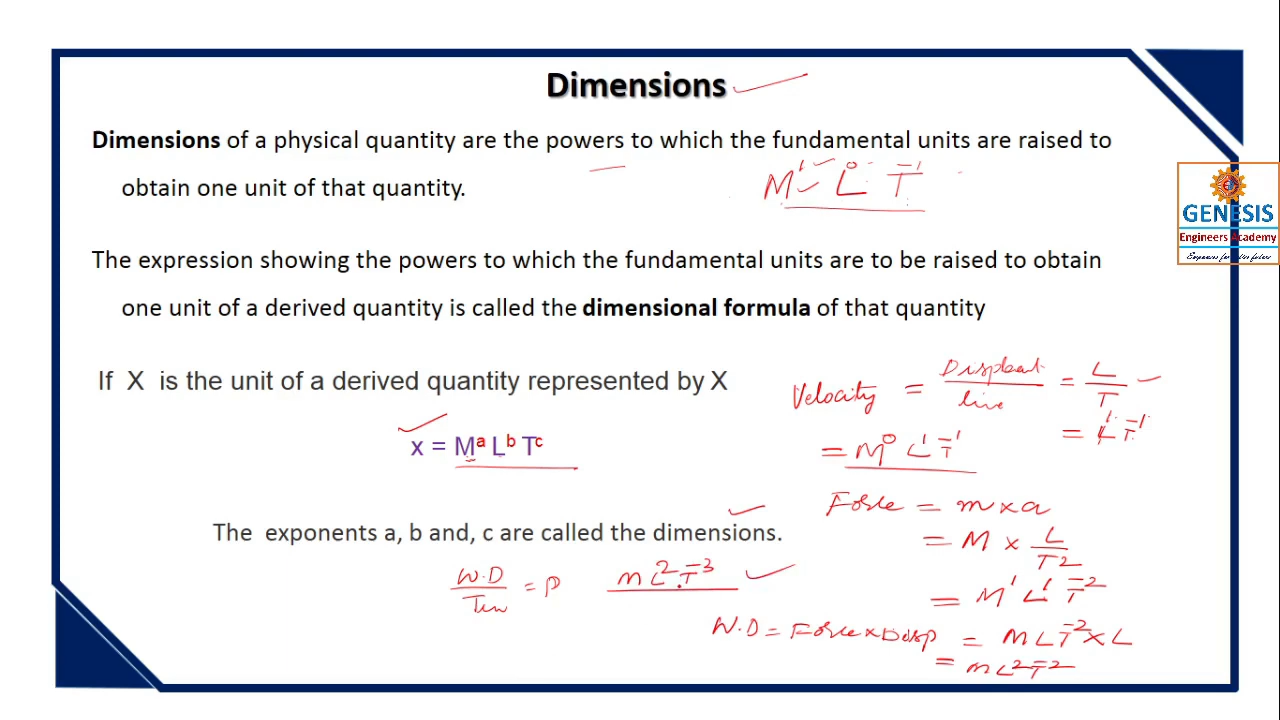 Dimensions
Dimensions of a physical quantity are the powers to which the fundamental units are raised to
obtain one unit of that quantity.
M¹ L⁰ T⁻¹
GENESIS
Engineers Academy
Empowers for a better future
The expression showing the powers to which the fundamental units are to be raised to obtain
one unit of a derived quantity is called the dimensional formula of that quantity
If X is the unit of a derived quantity represented by X
Velocity = / = L/T
= L¹ T⁻¹
x = Mᵃ Lᵇ Tᶜ
= M⁰ L¹ T⁻¹
Force = m x a
The exponents a, b and, c are called the dimensions.
= M x L/T²
W.D/ = P
M L² T⁻³
= M¹ L¹ T⁻²
W.D = Force x Disp = M L T⁻² x L
= M L² T⁻²